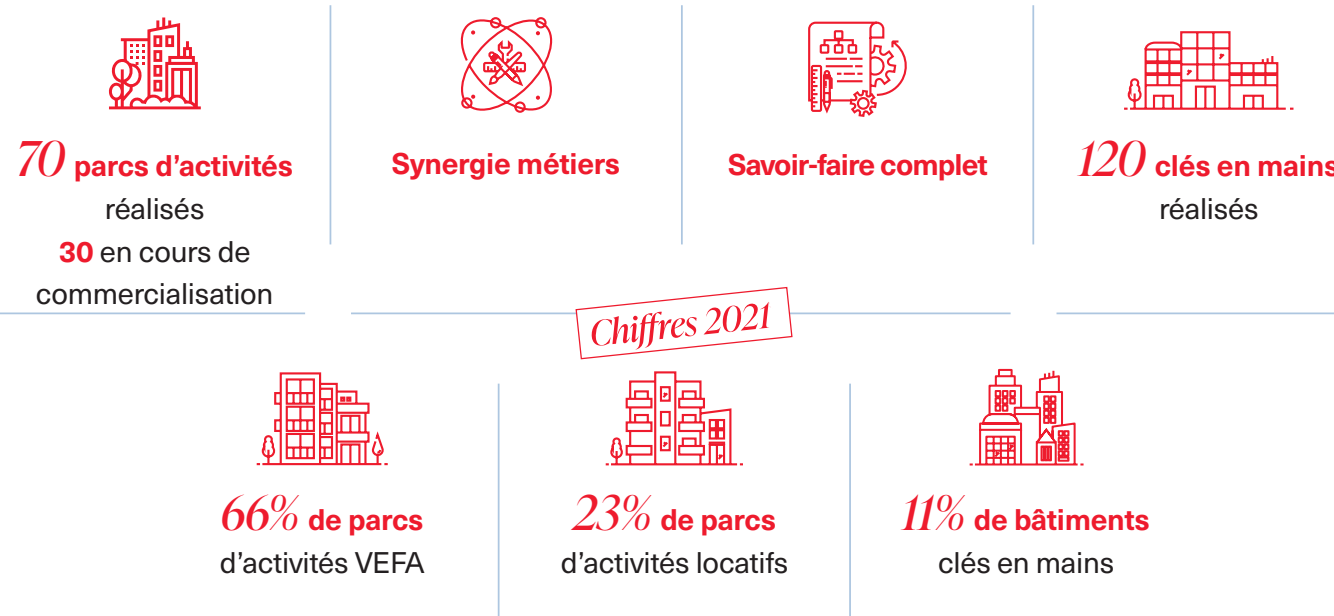 70 parcs d’activités
réalisés
30 en cours de
commercialisation
Synergie métiers
Savoir-faire complet
120 clés en mains
réalisés
Chiffres 2021
66% de parcs
d’activités VEFA
23% de parcs
d’activités locatifs
11% de bâtiments
clés en mains